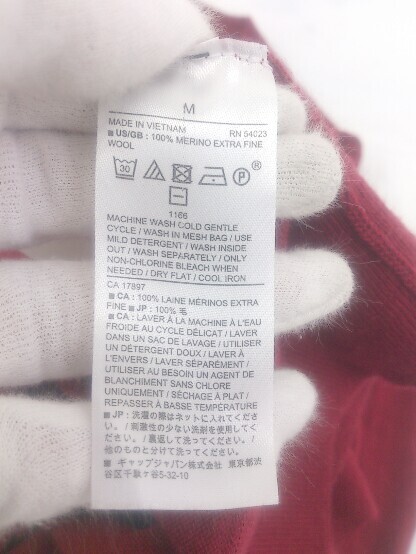 M
MADE IN VIETNAM RN 54023
■ US/GB : 100% MERINO EXTRA FINE
WOOL
30
P
®
1166
MACHINE WASH COLD GENTLE
CYCLE / WASH IN MESH BAG / USE
MILD DETERGENT / WASH INSIDE
OUT / WASH SEPARATELY / ONLY
NON-CHLORINE BLEACH WHEN
NEEDED / DRY FLAT / COOL IRON
CA 17897
■ CA : 100% LAINE MÉRINOS EXTRA
FINE ■ JP : 100% 毛
■ CA : LAVER À LA MACHINE À L'EAU
FROIDE AU CYCLE DÉLICAT / LAVER
DANS UN SAC DE LAVAGE / UTILISER
UN DÉTERGENT DOUX / LAVER À
L'ENVERS / LAVER SÉPARÉMENT /
UTILISER AU BESOIN UN AGENT DE
BLANCHIMENT SANS CHLORE
UNIQUEMENT / SÉCHAGE À PLAT /
REPASSER À BASSE TEMPÉRATURE
■ JP : 洗濯の際はネットに入れてくださ
い。 / 刺激性の少ない洗剤を使用してく
ださい。 / 裏返して洗ってください。 /
他のものと分けて洗ってください。
■ ギャップジャパン株式会社 東京都渋
谷区千駄ヶ谷5-32-10